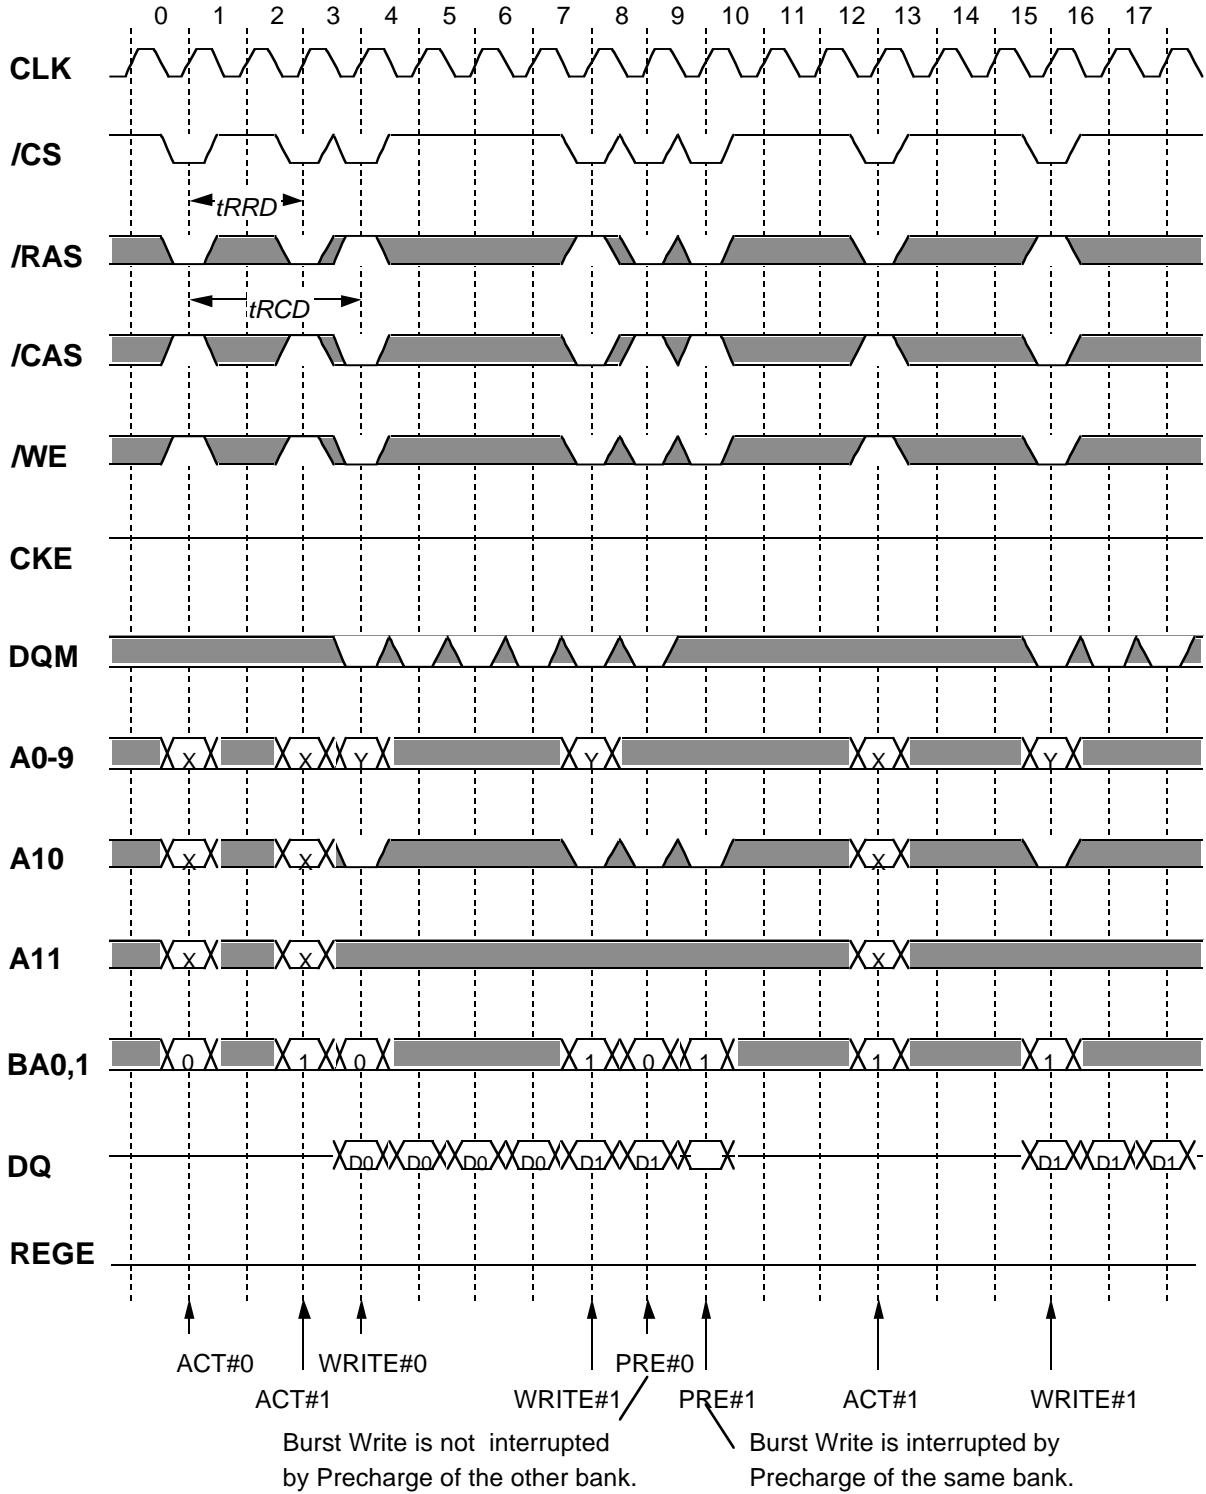 0 1 2 3 4 5 6 7 8 9 10 11 12 13 14 15 16 17
CLK
/CS
tRRD
/RAS
tRCD
/CAS
/WE
CKE
DQM
A0-9 X X Y Y X Y
A10 X X X
A11 X X X
BA0,1 0 1 0 1 0 1 1 1
DQ D0 D0 D0 D0 D1 D1 D1 D1 D1
REGE
ACT#0 WRITE#0 PRE#0
ACT#1 WRITE#1 PRE#1 ACT#1 WRITE#1
Burst Write is not interrupted
by Precharge of the other bank.
Burst Write is interrupted by
Precharge of the same bank.